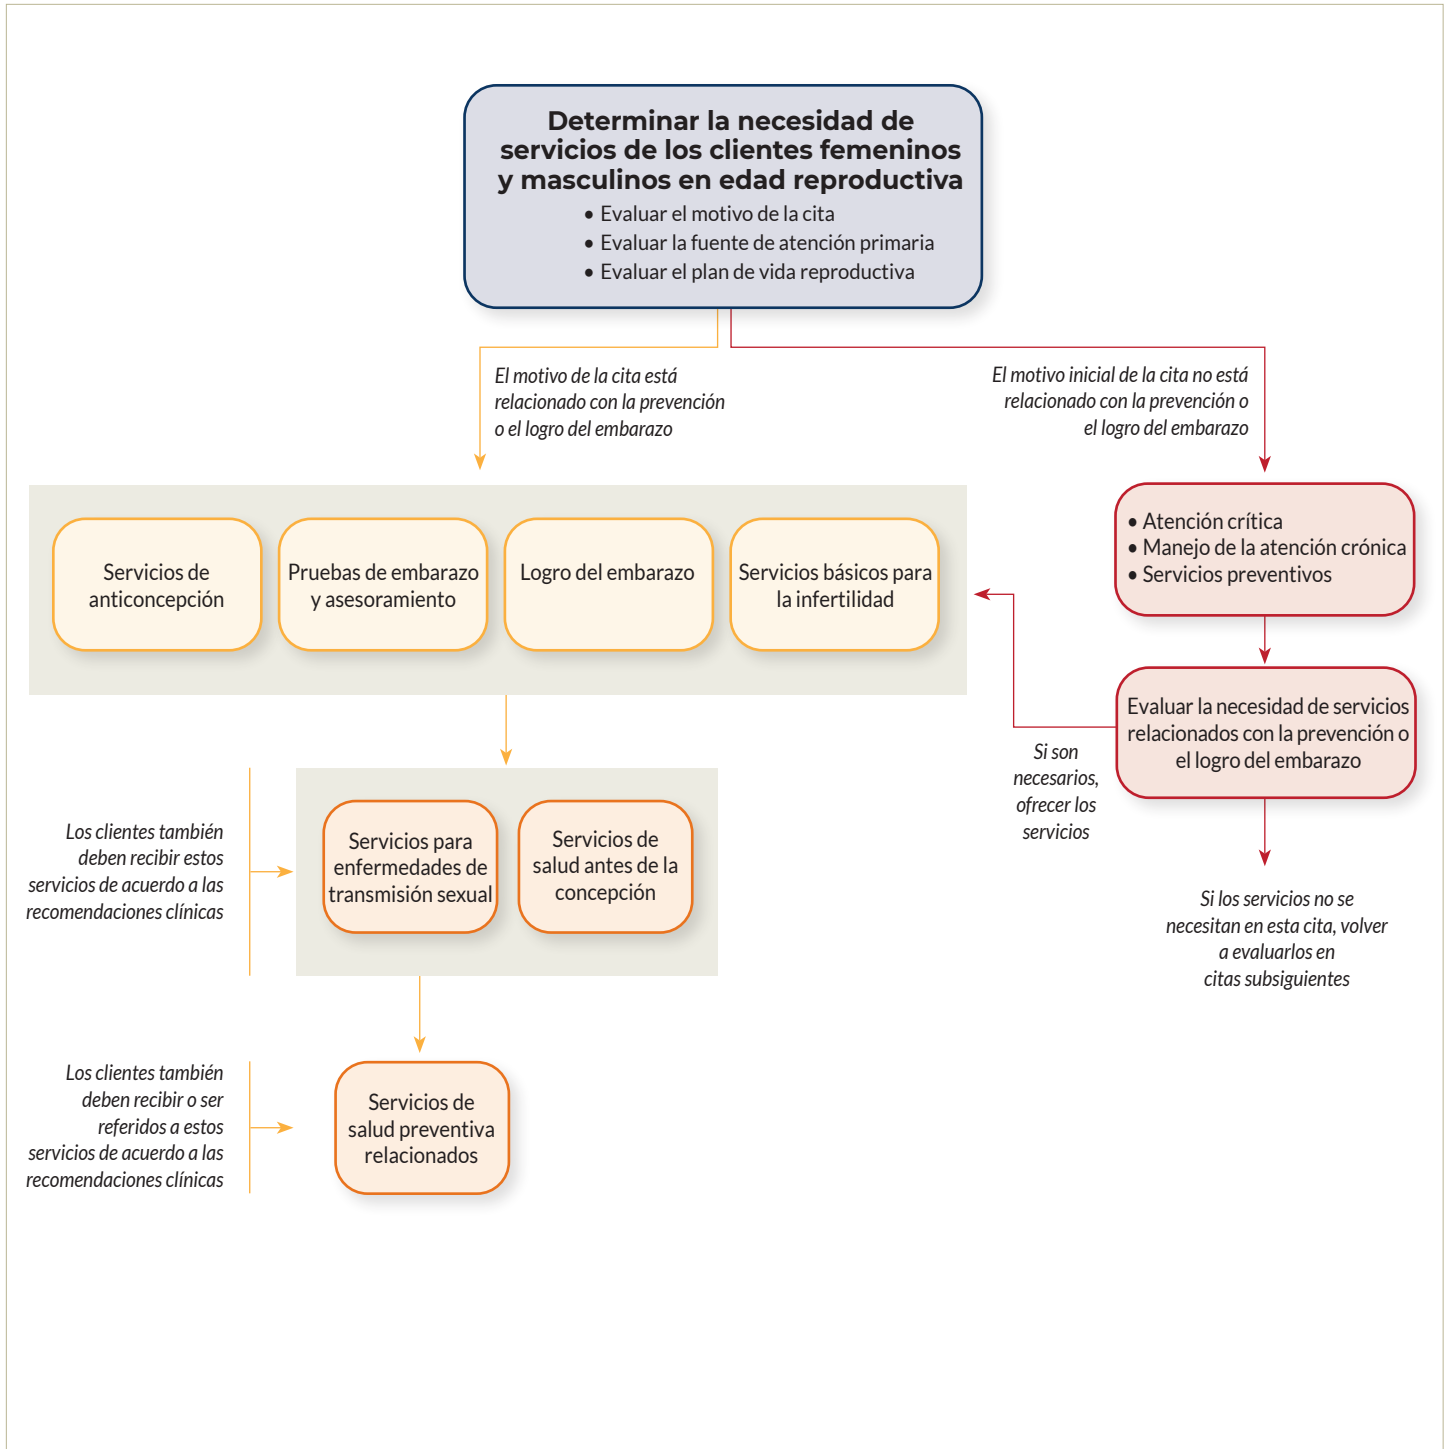 Determinar la necesidad de
servicios de los clientes femeninos
y masculinos en edad reproductiva
• Evaluar el motivo de la cita
• Evaluar la fuente de atención primaria
• Evaluar el plan de vida reproductiva
El motivo de la cita está
relacionado con la prevención
o el logro del embarazo
El motivo inicial de la cita no está
relacionado con la prevención o
el logro del embarazo
Servicios de
anticoncepción
Pruebas de embarazo
y asesoramiento
Logro del embarazo
Servicios básicos para
la infertilidad
• Atención crítica
• Manejo de la atención crónica
• Servicios preventivos
Evaluar la necesidad de servicios
relacionados con la prevención o
el logro del embarazo
Si son
necesarios,
ofrecer los
servicios
Si los servicios no se
necesitan en esta cita, volver
a evaluarlos en
citas subsiguientes
Los clientes también
deben recibir estos
servicios de acuerdo a las
recomendaciones clínicas
Servicios para
enfermedades de
transmisión sexual
Servicios de
salud antes de la
concepción
Los clientes también
deben recibir o ser
referidos a estos
servicios de acuerdo a las
recomendaciones clínicas
Servicios de
salud preventiva
relacionados